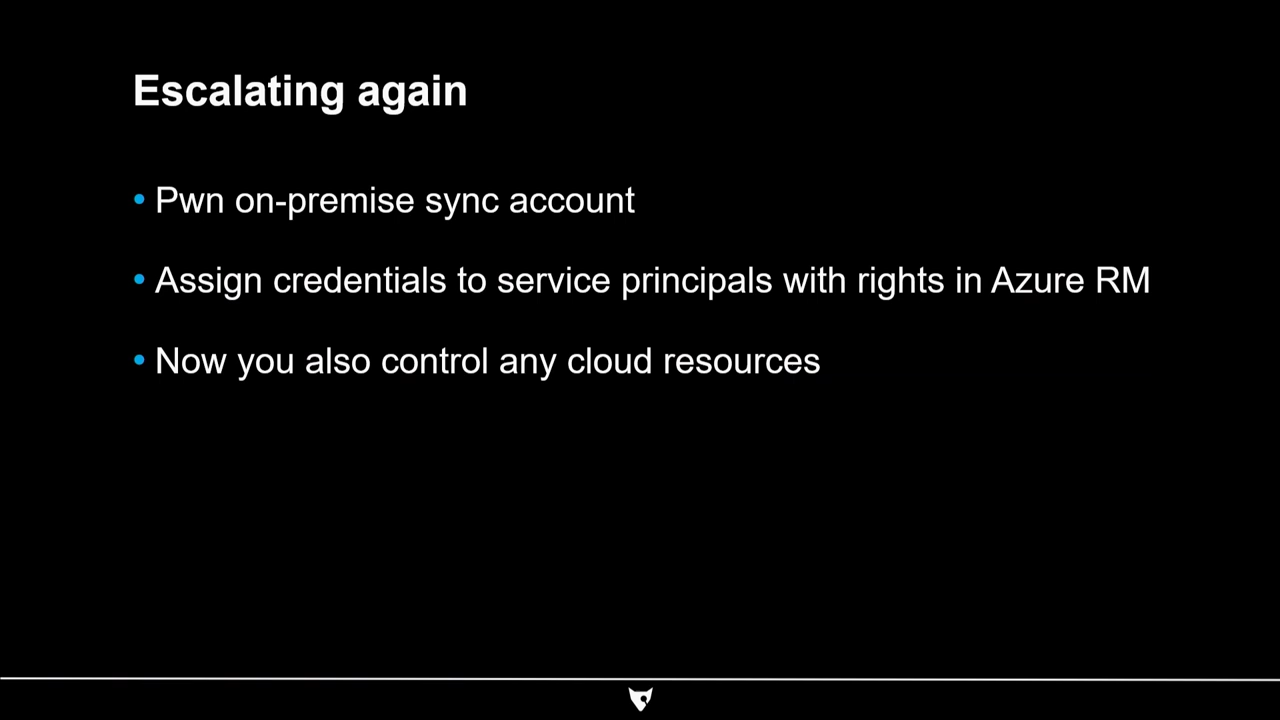 Escalating again
• Pwn on-premise sync account
• Assign credentials to service principals with rights in Azure RM
• Now you also control any cloud resources